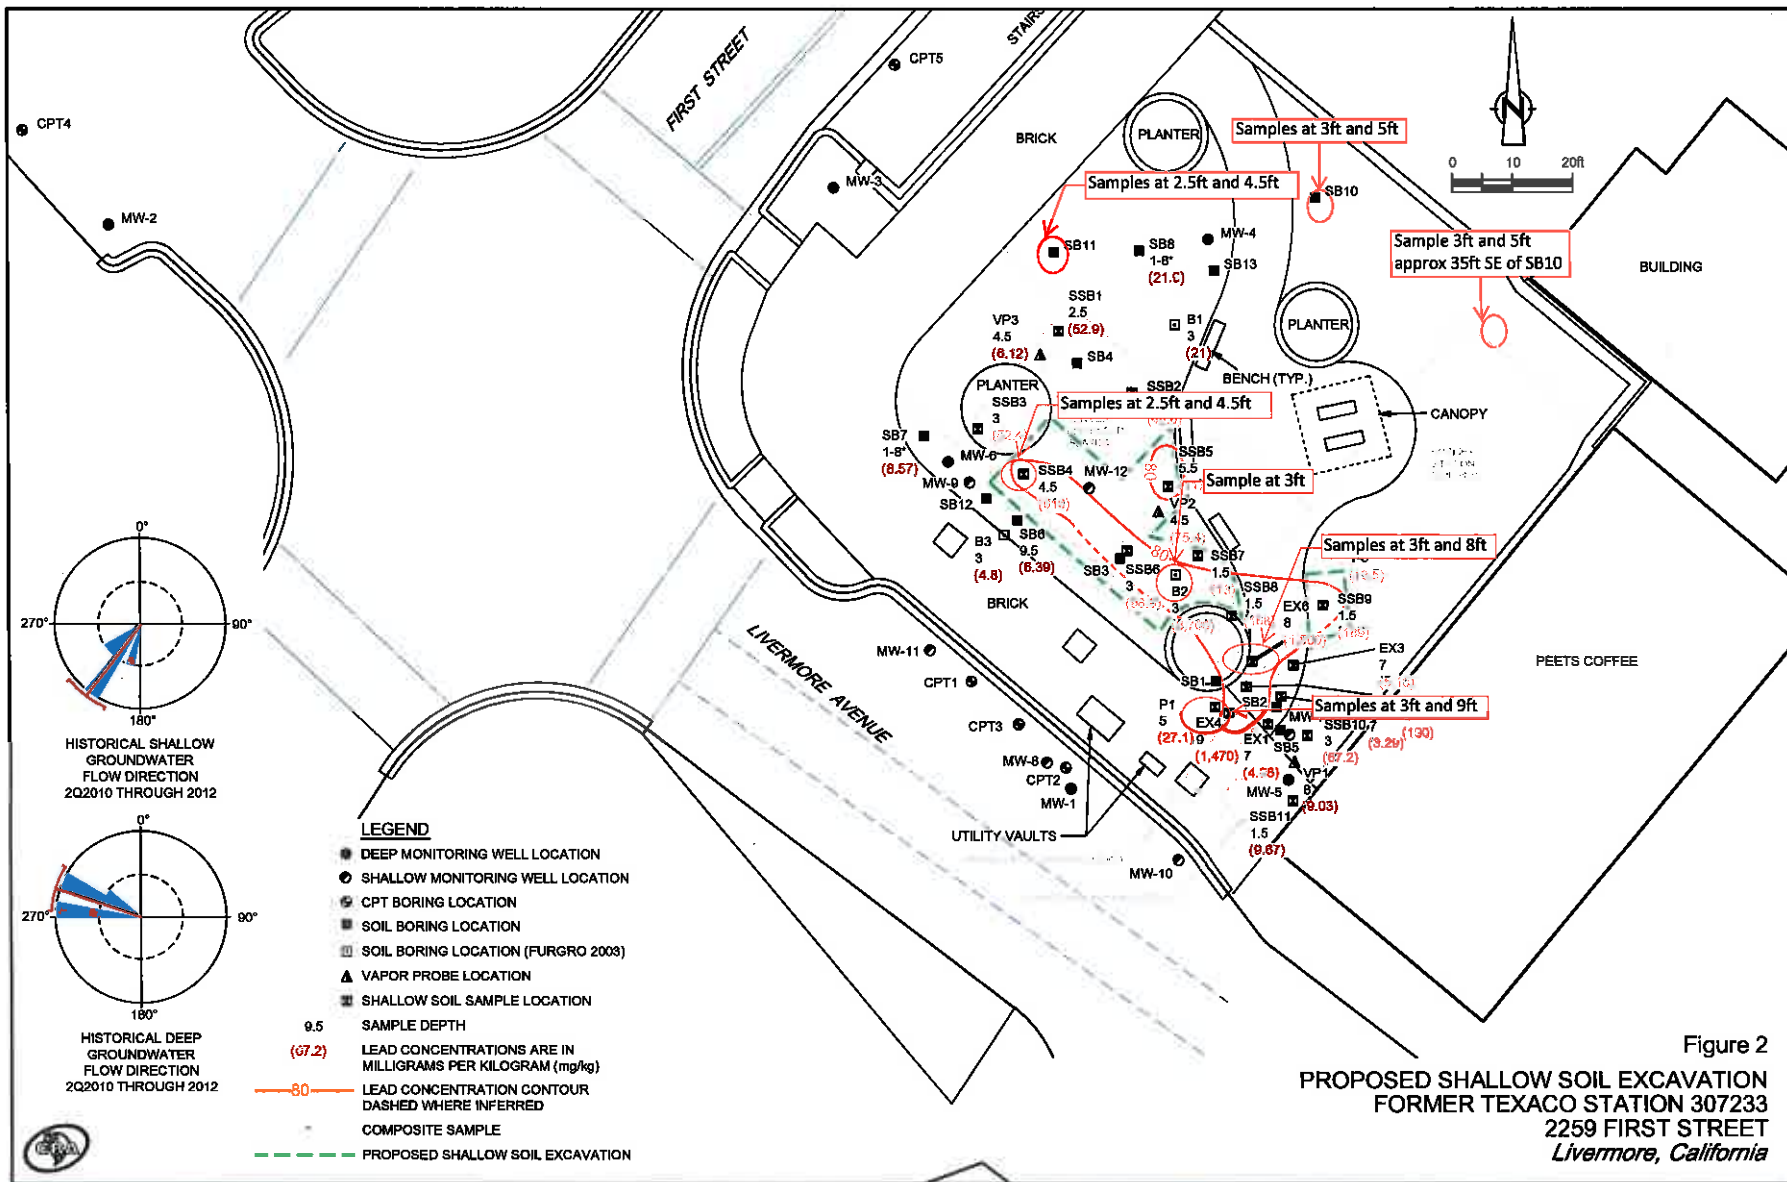 CPT4
MW-2
FIRST STREET
STAIRS
CPT5
MW-3
BRICK
PLANTER
Samples at 3ft and 5ft
SB10
0 10 20ft
N
Samples at 2.5ft and 4.5ft
SB11
SB8
1-8*
MW-4
SB13
Sample 3ft and 5ft
approx 35ft SE of SB10
BUILDING
SSB1
2.5
(52.9)
VP3
4.5
(6.12)
SB4
B1
3
(21)
PLANTER
BENCH (TYP.)
PLANTER
SSB3
3
SSB2
Samples at 2.5ft and 4.5ft
CANOPY
SB7
1-8*
(8.57)
MW-6
MW-9
SB12
SSB4
4.5
MW-12
SSB5
5.5
80
Sample at 3ft
VP2
4.5
(75.4)
B3
3
(4.8)
SB6
9.5
(6.39)
SB3
SSB6
3
80
B2
3
SSB7
1.5
Samples at 3ft and 8ft
SSB8
1.5
EX6
8
SSB9
1.5
(189)
BRICK
EX3
7
PEETS COFFEE
MW-11
CPT1
CPT3
MW-8
CPT2
MW-1
LIVERMORE AVENUE
SB1
P1
5
(27.1)
EX4
9
(1,470)
SB2
Samples at 3ft and 9ft
EX1
7
SB5
SSB10
3
(67.2)
7
(3.29)
(130)
VP1
8
(9.03)
MW-5
SSB11
1.5
(9.67)
UTILITY VAULTS
MW-10
0°
270° 90°
180°
HISTORICAL SHALLOW
GROUNDWATER
FLOW DIRECTION
2Q2010 THROUGH 2012
0°
270° 90°
180°
HISTORICAL DEEP
GROUNDWATER
FLOW DIRECTION
2Q2010 THROUGH 2012
LEGEND
DEEP MONITORING WELL LOCATION
SHALLOW MONITORING WELL LOCATION
CPT BORING LOCATION
SOIL BORING LOCATION
SOIL BORING LOCATION (FURGRO 2003)
VAPOR PROBE LOCATION
SHALLOW SOIL SAMPLE LOCATION
9.5 SAMPLE DEPTH
(67.2) LEAD CONCENTRATIONS ARE IN
MILLIGRAMS PER KILOGRAM (mg/kg)
80 LEAD CONCENTRATION CONTOUR
DASHED WHERE INFERRED
COMPOSITE SAMPLE
PROPOSED SHALLOW SOIL EXCAVATION
CRA
Figure 2
PROPOSED SHALLOW SOIL EXCAVATION
FORMER TEXACO STATION 307233
2259 FIRST STREET
Livermore, California